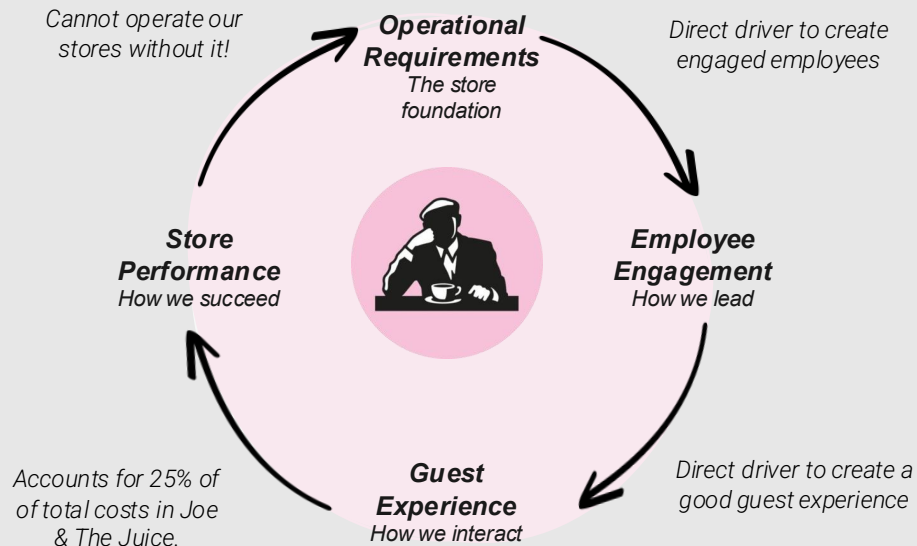 Cannot operate our
stores without it!
Operational
Requirements
The store
foundation
Direct driver to create
engaged employees
Store
Performance
How we succeed
Employee
Engagement
How we lead
Accounts for 25% of
of total costs in Joe
& The Juice.
Guest
Experience
How we interact
Direct driver to create a
good guest experience